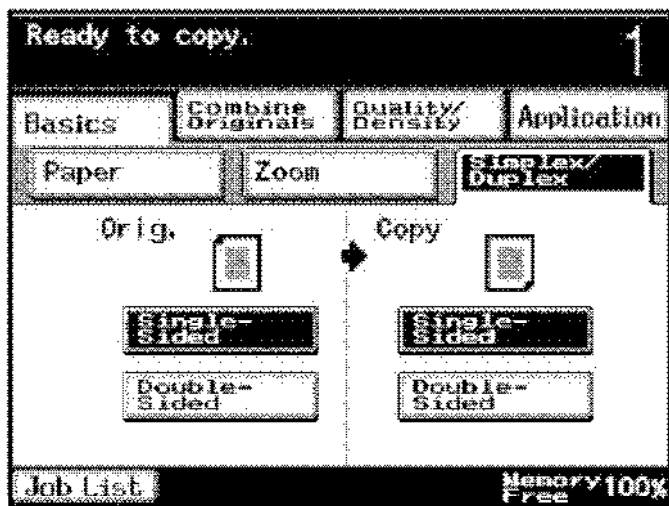 Ready to copy.
1
Basics
Combine
Originals
Quality/
Density
Application
Paper
Zoom
Simplex/
Duplex
Orig.
Copy
Single-
Sided
Single-
Sided
Double-
Sided
Double-
Sided
Job List
Memory
Free
100%